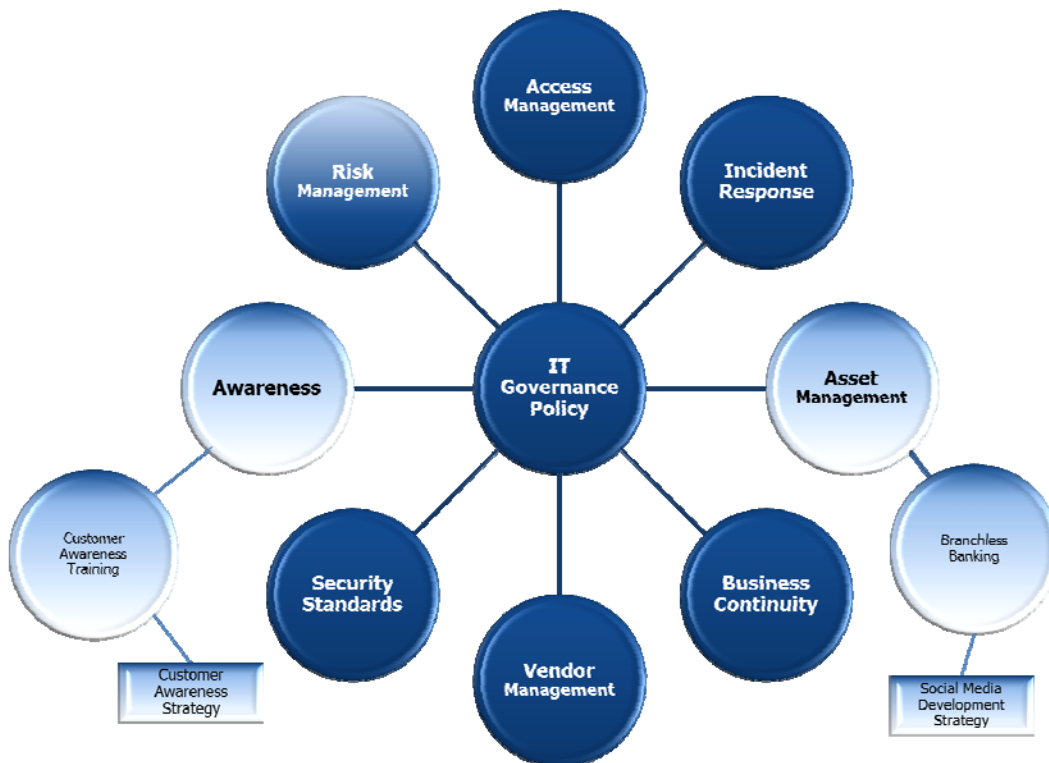 Access
Management
Risk
Management
Incident
Response
Awareness
IT
Governance
Policy
Asset
Management
Customer
Awareness
Training
Branchless
Banking
Security
Standards
Business
Continuity
Vendor
Management
Customer
Awareness
Strategy
Social Media
Development
Strategy